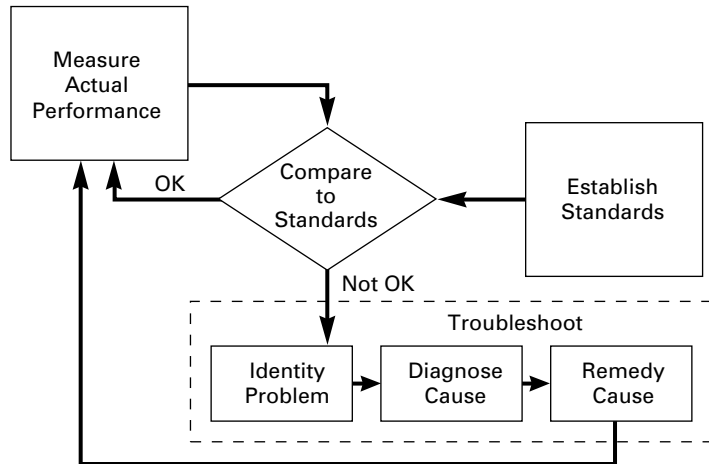 Measure
Actual
Performance
OK
Compare
to
Standards
Establish
Standards
Not OK
Troubleshoot
Identity
Problem
Diagnose
Cause
Remedy
Cause